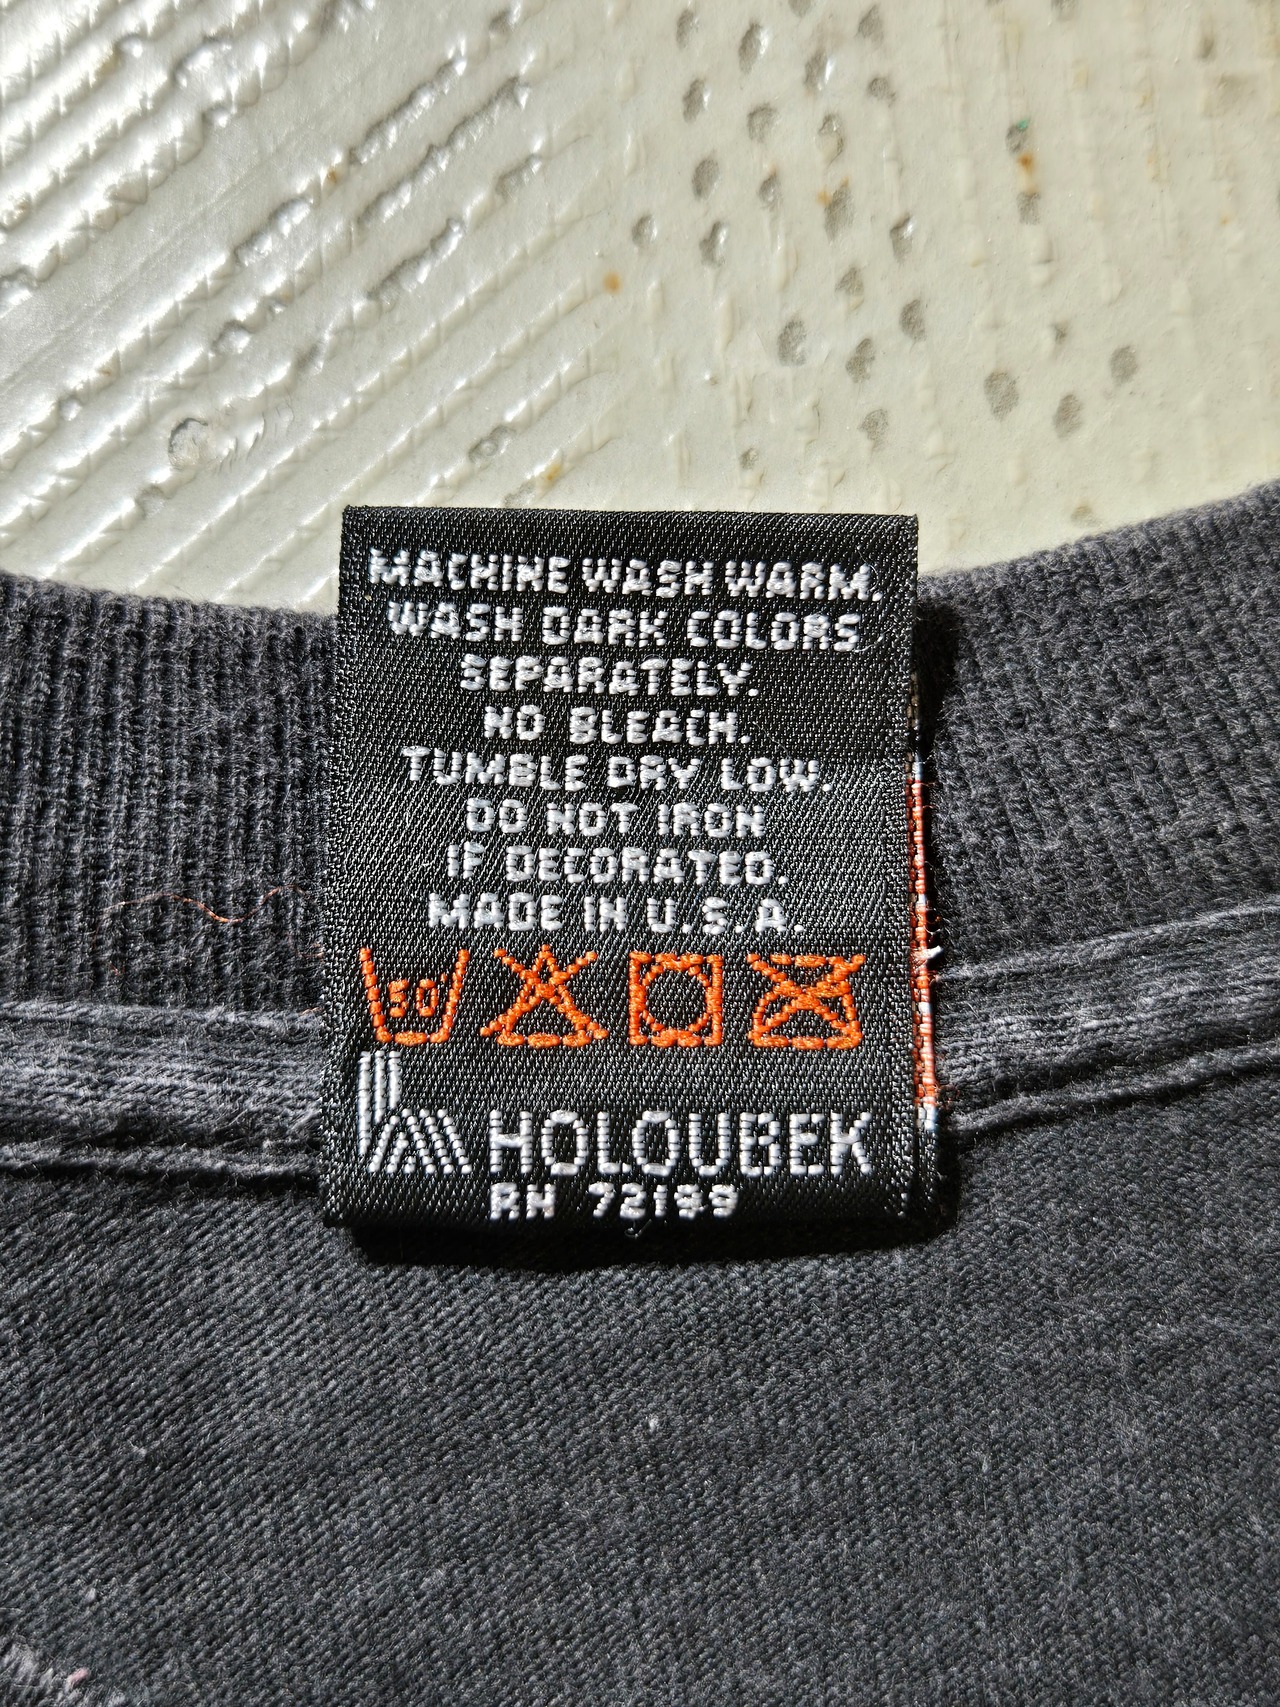 MACHINE WASH WARM.
WASH DARK COLORS
SEPARATELY.
NO BLEACH.
TUMBLE DRY LOW.
DO NOT IRON
IF DECORATED.
MADE IN U.S.A.
50
HOLOUBEK
RN 72199